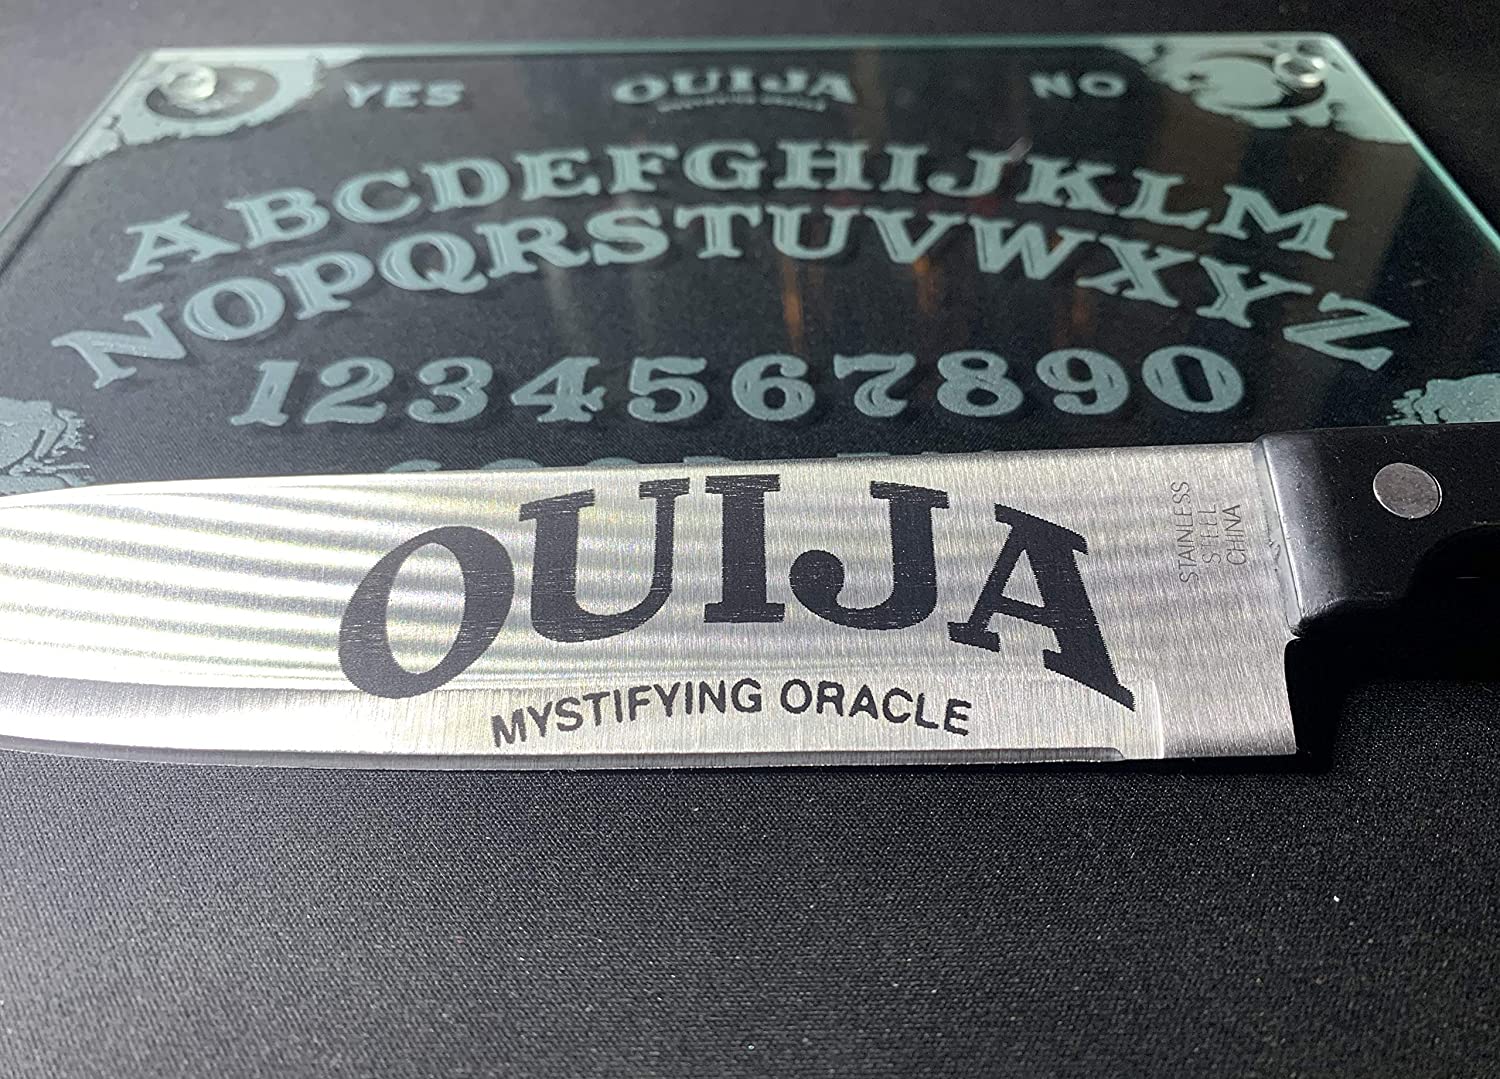 YES OUIJA NO
ABCDEFGHIJKLM
NOPQRSTUVWXYZ
1234567890
OUIJA
MYSTIFYING ORACLE
STAINLESS
STEEL
CHINA